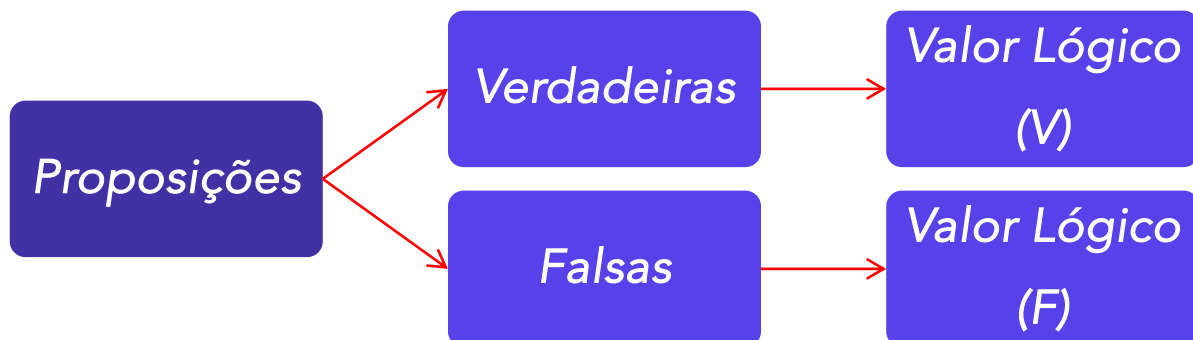 Proposições
Verdadeiras
Valor Lógico
(V)
Falsas
Valor Lógico
(F)